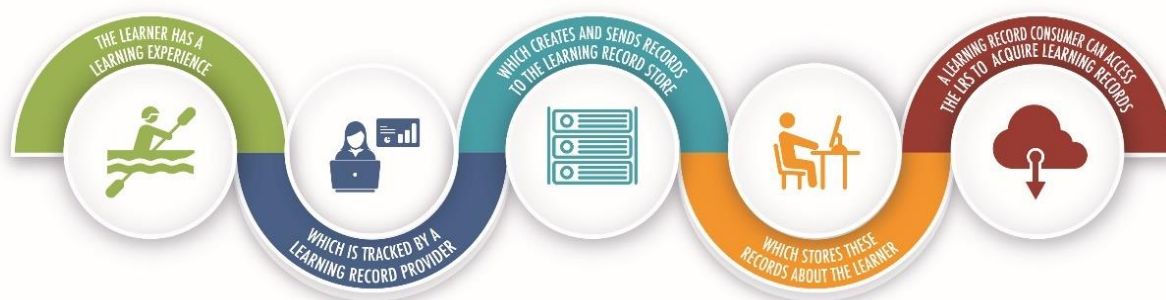 THE LEARNER HAS A
LEARNING EXPERIENCE
WHICH IS TRACKED BY A
LEARNING RECORD PROVIDER
WHICH CREATES AND SENDS RECORDS
TO THE LEARNING RECORD STORE
WHICH STORES THESE
RECORDS ABOUT THE LEARNER
A LEARNING RECORD CONSUMER CAN ACCESS
THE LRS TO ACQUIRE LEARNING RECORDS